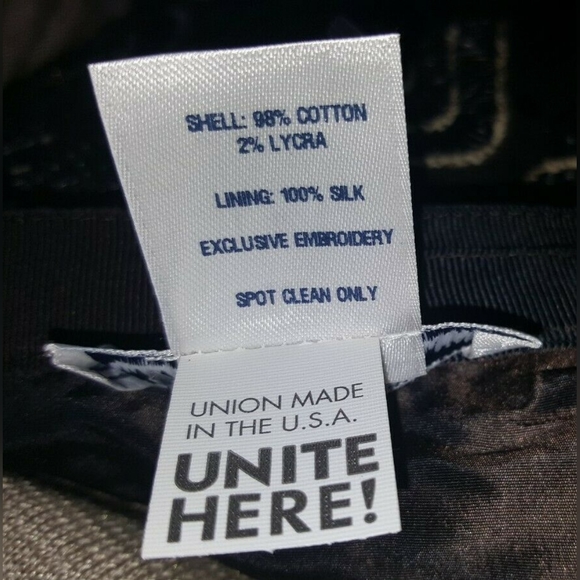 SHELL: 98% COTTON
2% LYCRA
LINING: 100% SILK
EXCLUSIVE EMBROIDERY
SPOT CLEAN ONLY
UNION MADE
IN THE U.S.A.
UNITE
HERE!